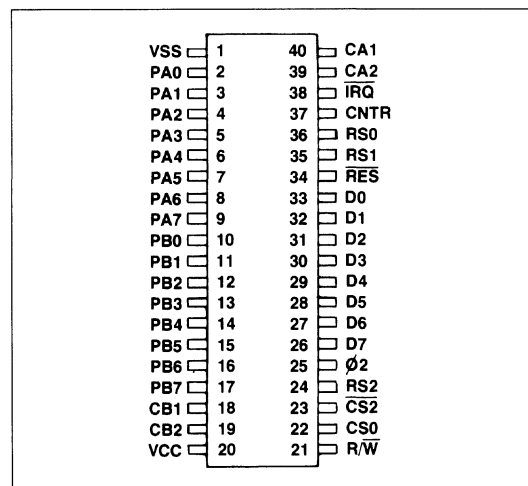 VSS 1 40 CA1
PA0 2 39 CA2
PA1 3 38 I̅R̅Q̅
PA2 4 37 CNTR
PA3 5 36 RS0
PA4 6 35 RS1
PA5 7 34 R̅E̅S̅
PA6 8 33 D0
PA7 9 32 D1
PB0 10 31 D2
PB1 11 30 D3
PB2 12 29 D4
PB3 13 28 D5
PB4 14 27 D6
PB5 15 26 D7
PB6 16 25 Ø2
PB7 17 24 RS2
CB1 18 23 C̅S̅2̅
CB2 19 22 CS0
VCC 20 21 R/W̅